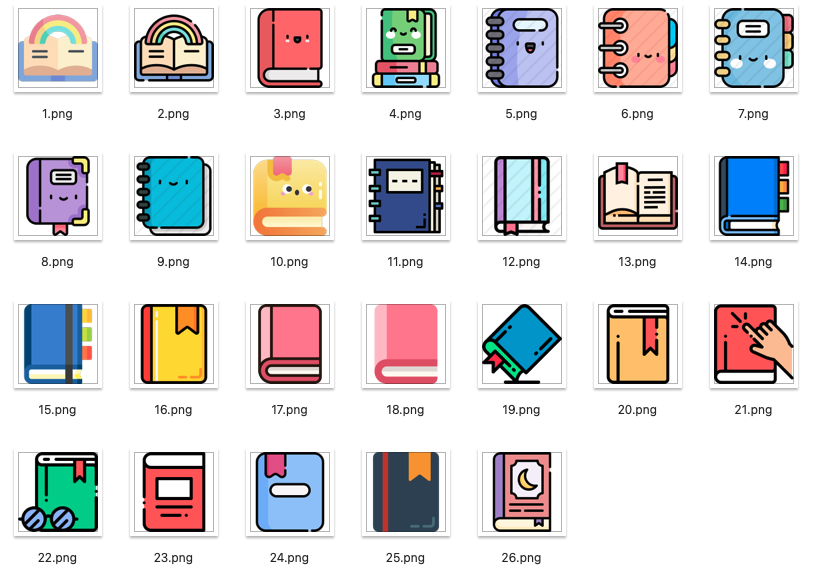 1.png 2.png 3.png 4.png 5.png 6.png 7.png
8.png 9.png 10.png 11.png 12.png 13.png 14.png
15.png 16.png 17.png 18.png 19.png 20.png 21.png
22.png 23.png 24.png 25.png 26.png